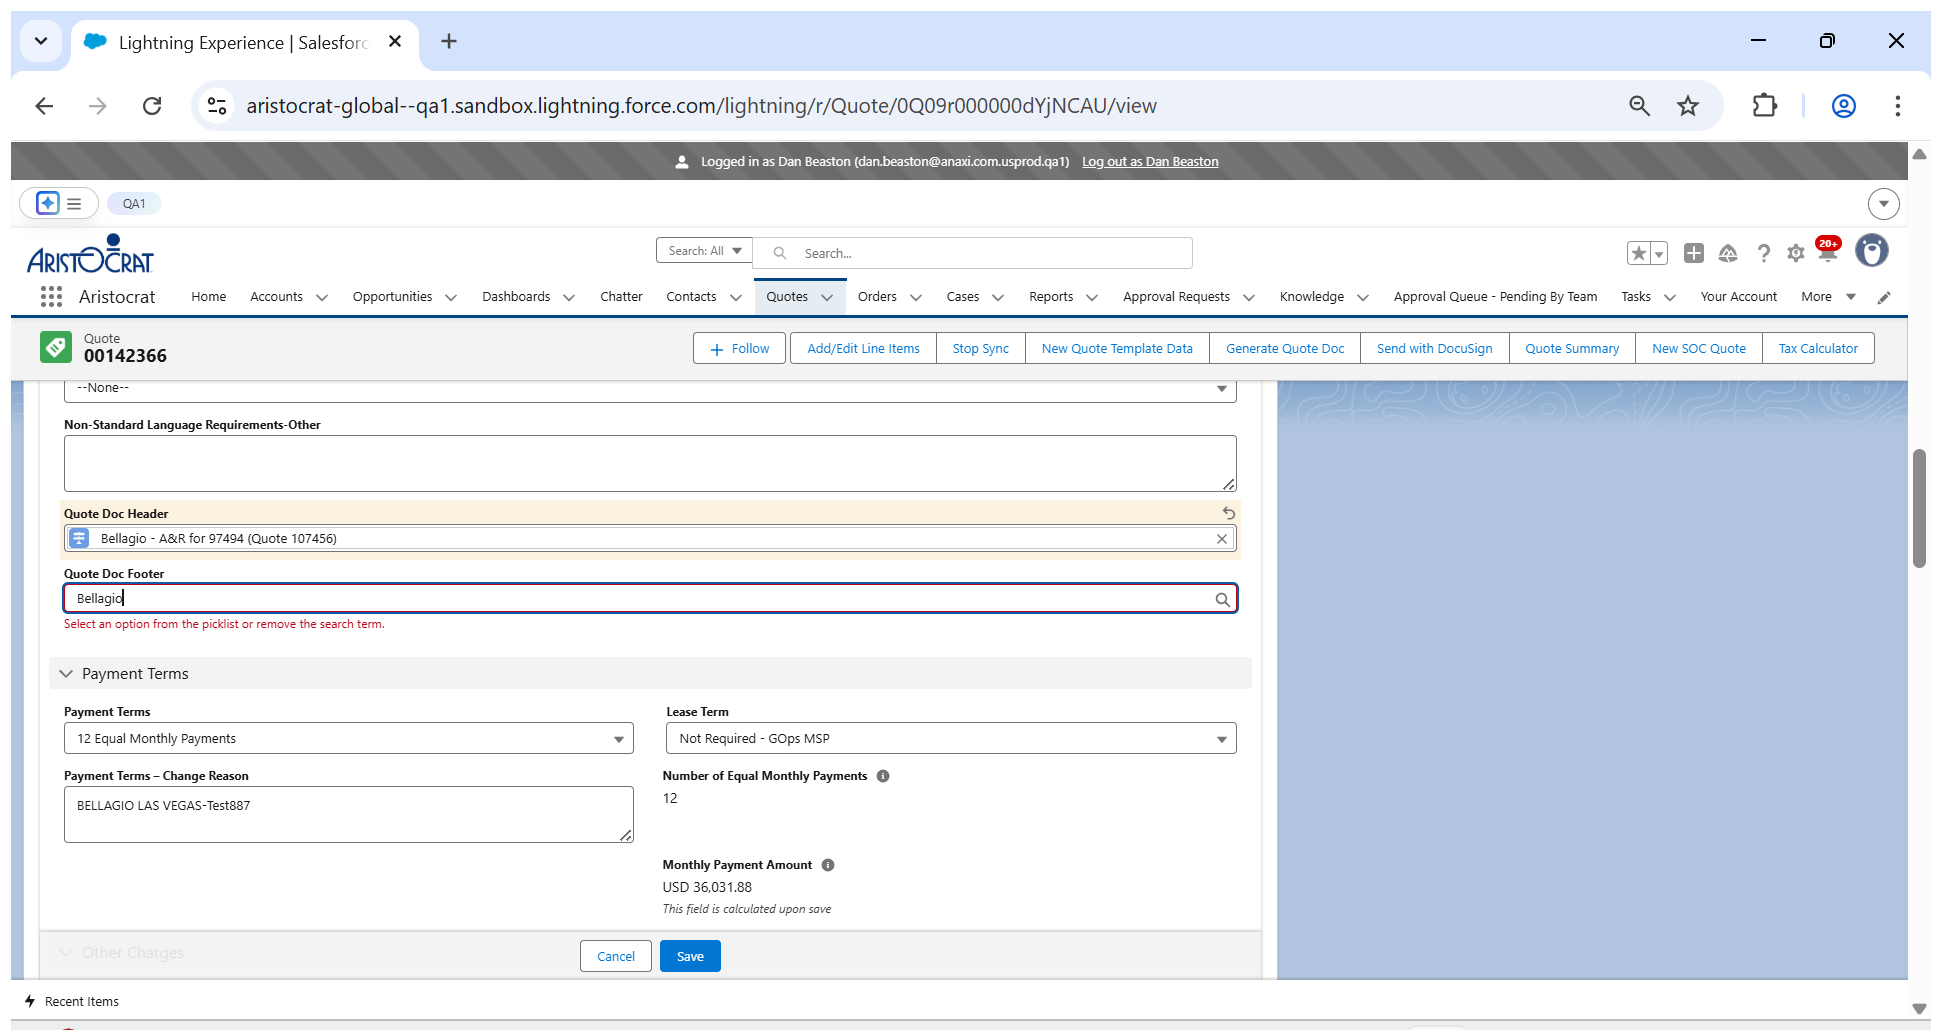 Lightning Experience | Salesforc
aristocrat-global--qa1.sandbox.lightning.force.com/lightning/r/Quote/0Q09r000000dYjNCAU/view
Logged in as Dan Beaston (dan.beaston@anaxi.com.usprod.qa1) Log out as Dan Beaston
QA1
ARISTOCRAT
Search: All
Search...
20+
Aristocrat Home Accounts Opportunities Dashboards Chatter Contacts Quotes Orders Cases Reports Approval Requests Knowledge Approval Queue - Pending By Team Tasks Your Account More
Quote
00142366
Follow Add/Edit Line Items Stop Sync New Quote Template Data Generate Quote Doc Send with DocuSign Quote Summary New SOC Quote Tax Calculator
--None--
Non-Standard Language Requirements-Other
Quote Doc Header
Bellagio - A&R for 97494 (Quote 107456)
Quote Doc Footer
Bellagio
Select an option from the picklist or remove the search term.
Payment Terms
Payment Terms Lease Term
12 Equal Monthly Payments Not Required - GOps MSP
Payment Terms – Change Reason Number of Equal Monthly Payments
BELLAGIO LAS VEGAS-Test887 12
Monthly Payment Amount
USD 36,031.88
This field is calculated upon save
Other Charges Cancel Save
Recent Items